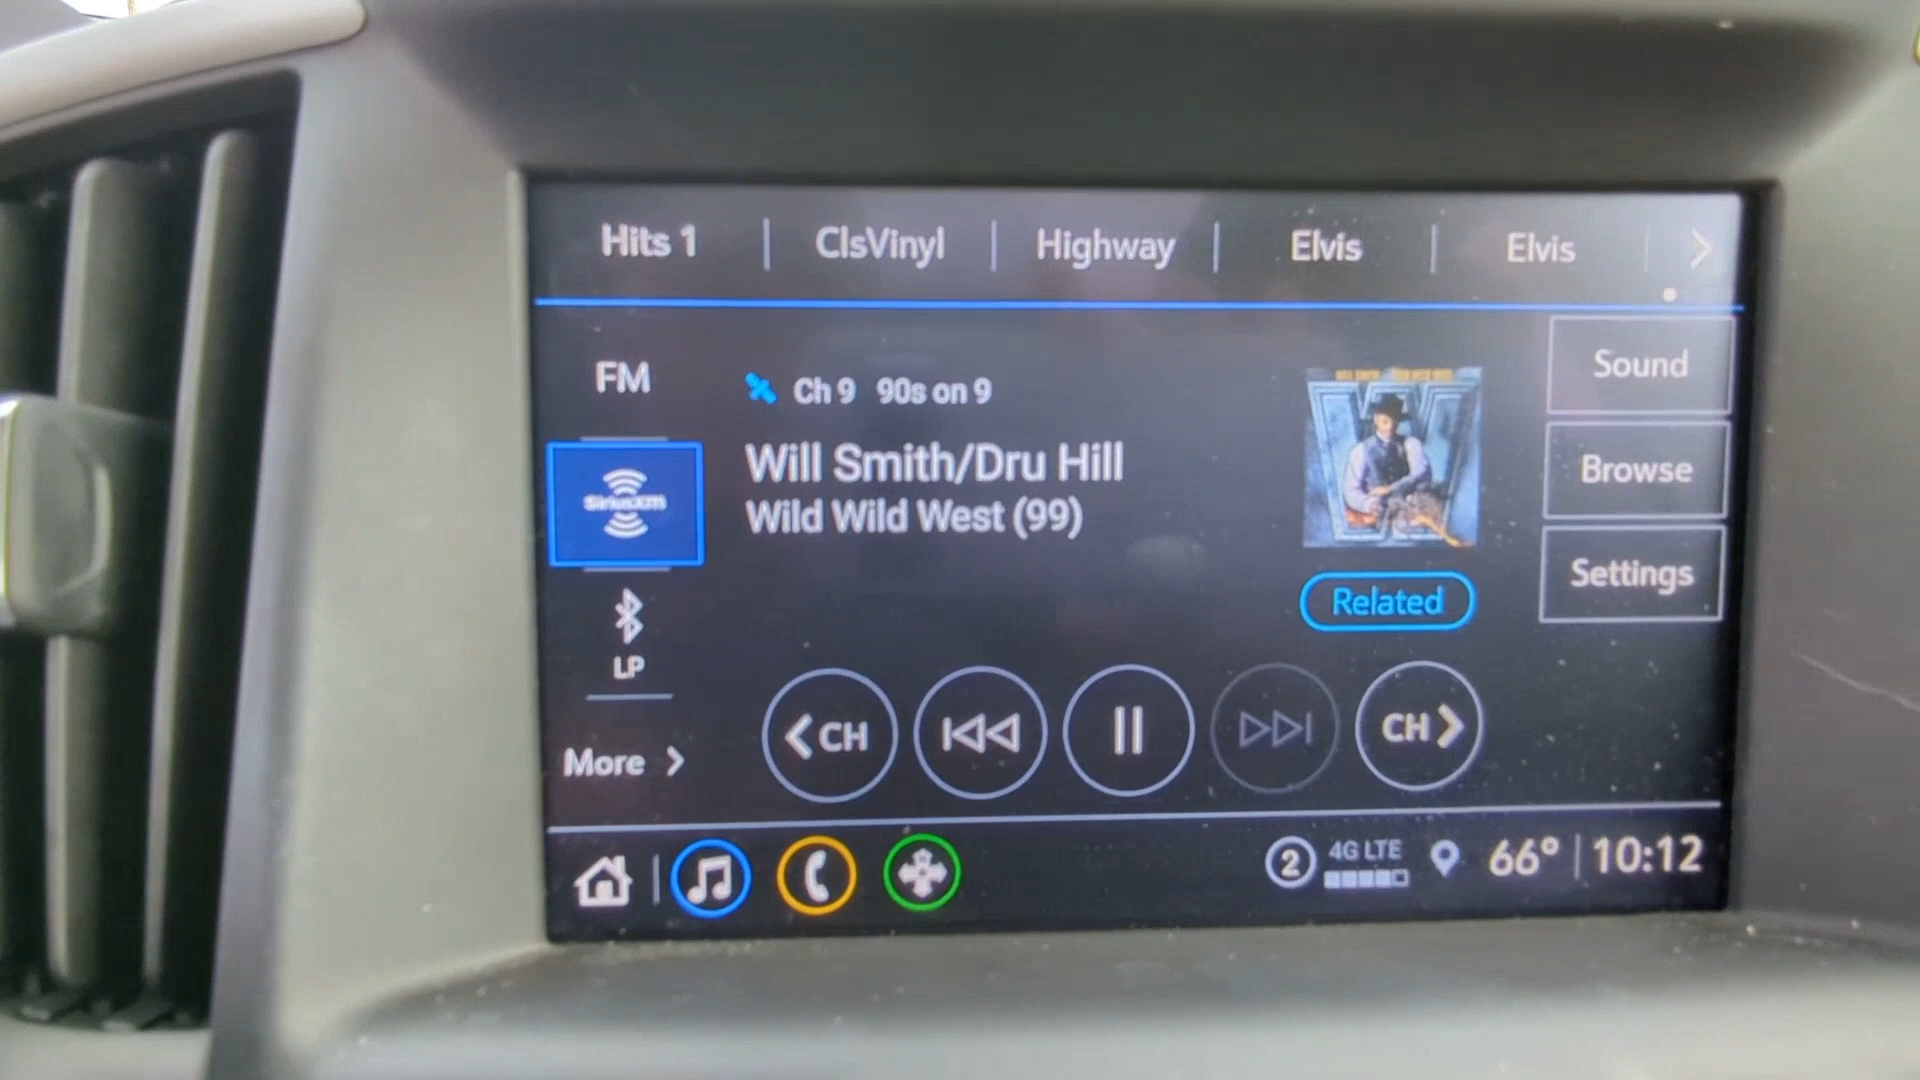 Hits 1 | ClsVinyl | Highway | Elvis | Elvis
FM
Ch 9 90s on 9
Will Smith/Dru Hill
Wild Wild West (99)
SiriusXM
LP
More
Sound
Browse
Settings
Related
CH
CH
2 4G LTE 66° | 10:12